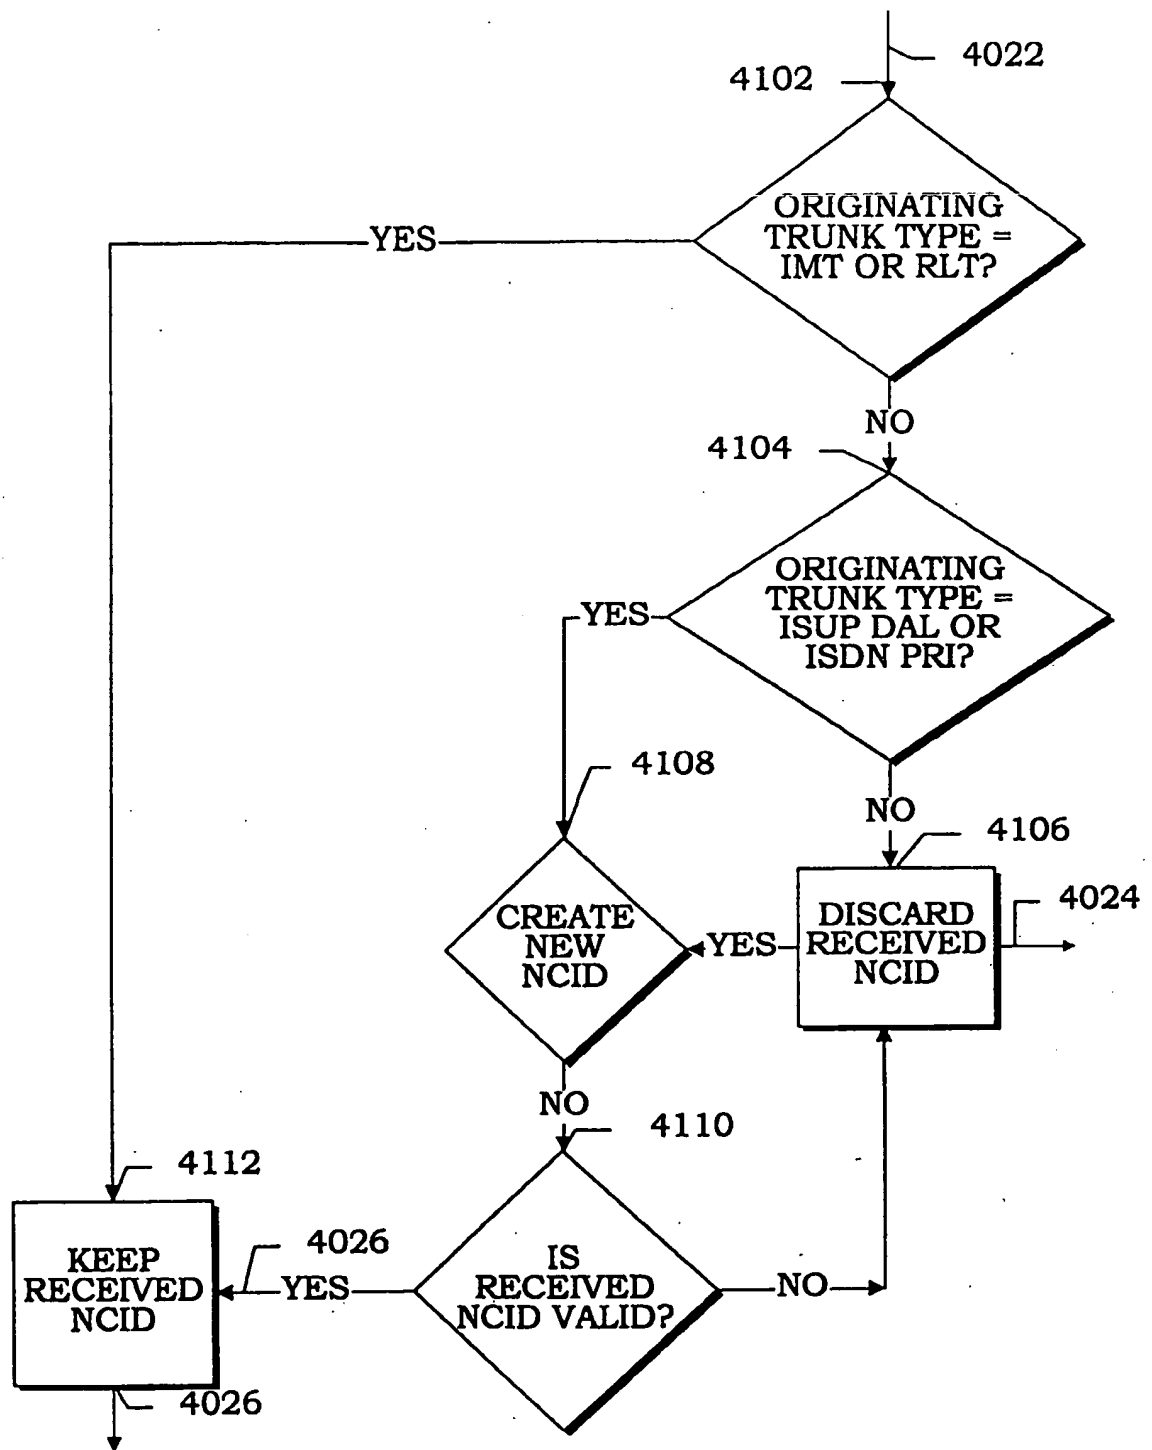 4022
4102
ORIGINATING
TRUNK TYPE =
IMT OR RLT?
YES
NO
4104
ORIGINATING
TRUNK TYPE =
ISUP DAL OR
ISDN PRI?
YES
4108
NO
4106
CREATE
NEW
NCID
YES
DISCARD
RECEIVED
NCID
4024
NO
4110
4112
KEEP
RECEIVED
NCID
4026
YES
IS
RECEIVED
NCID VALID?
NO
4026